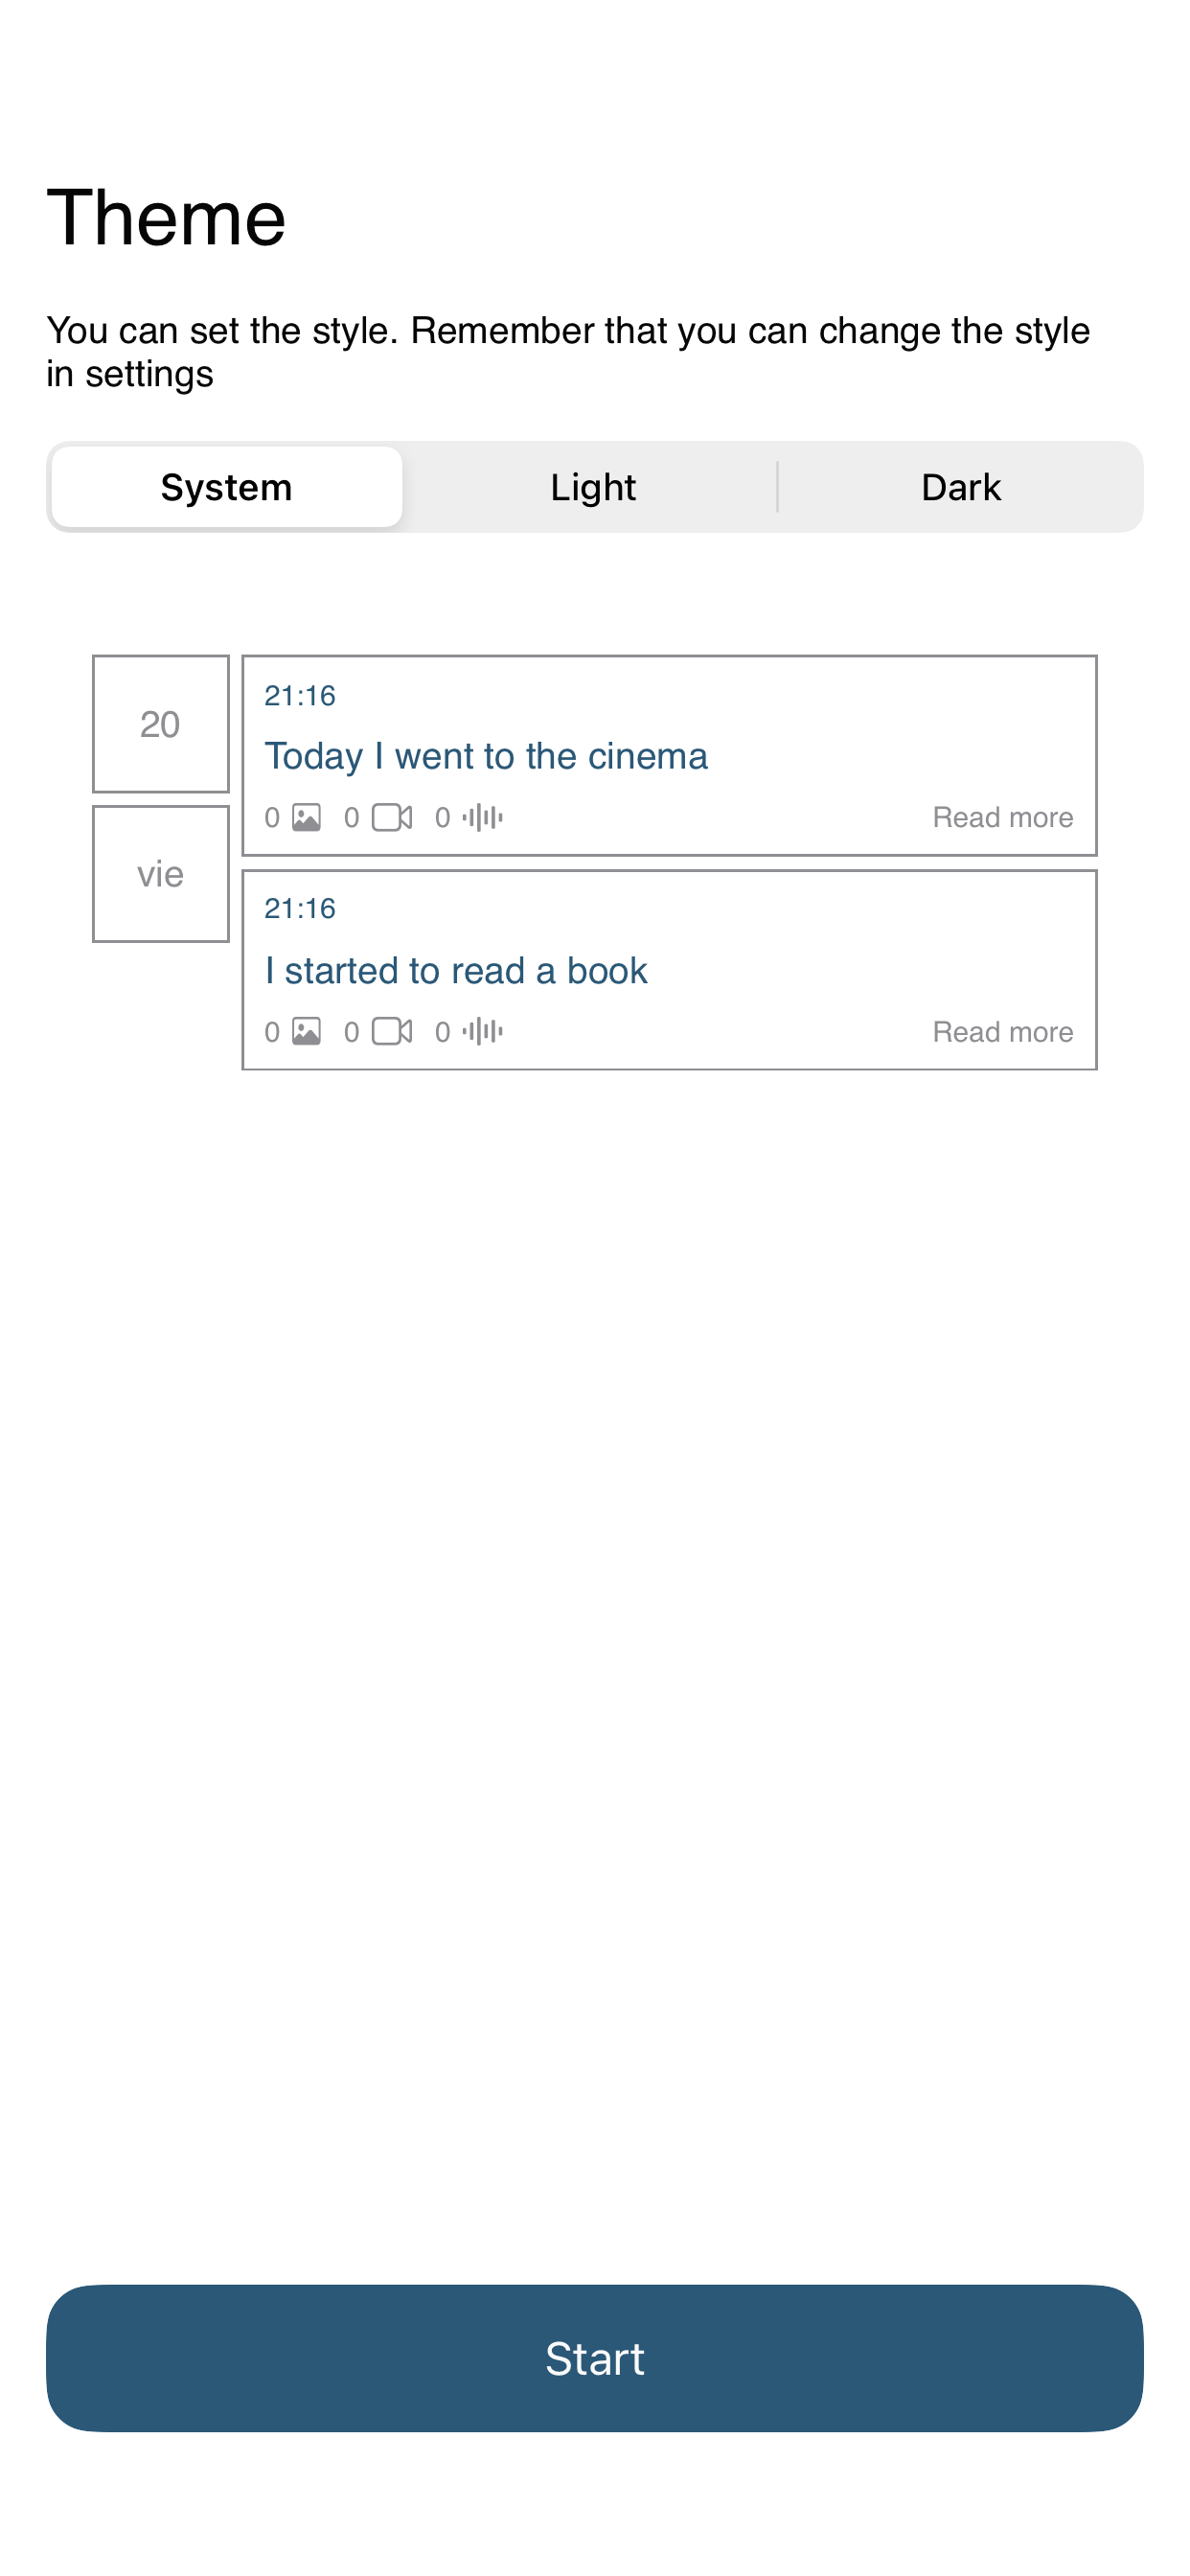 Theme
You can set the style. Remember that you can change the style
in settings
System Light Dark
20
vie
21:16
Today I went to the cinema
0 0 0 Read more
21:16
I started to read a book
0 0 0 Read more
Start